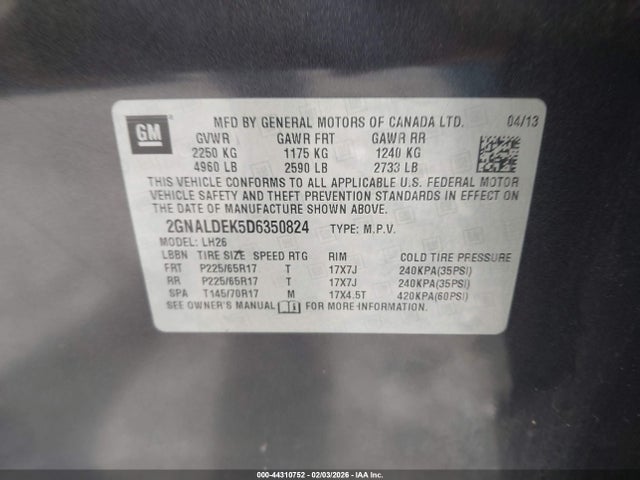 GM
MFD BY GENERAL MOTORS OF CANADA LTD. 04/13
GVWR GAWR FRT GAWR RR
2250 KG 1175 KG 1240 KG
4960 LB 2590 LB 2733 LB
THIS VEHICLE CONFORMS TO ALL APPLICABLE U.S. FEDERAL MOTOR
VEHICLE SAFETY AND THEFT PREVENTION STANDARDS IN EFFECT ON
THE DATE OF MANUFACTURE SHOWN ABOVE.
2GNALDEK5D6350824 TYPE: M.P.V.
MODEL: LH26
LBBN TIRE SIZE SPEED RTG RIM COLD TIRE PRESSURE
FRT P225/65R17 T 17X7J 240KPA(35PSI)
RR P225/65R17 T 17X7J 240KPA(35PSI)
SPA T145/70R17 M 17X4.5T 420KPA(60PSI)
SEE OWNER'S MANUAL FOR MORE INFORMATION.
000-44310752 - 02/03/2026 - IAAI, Inc.